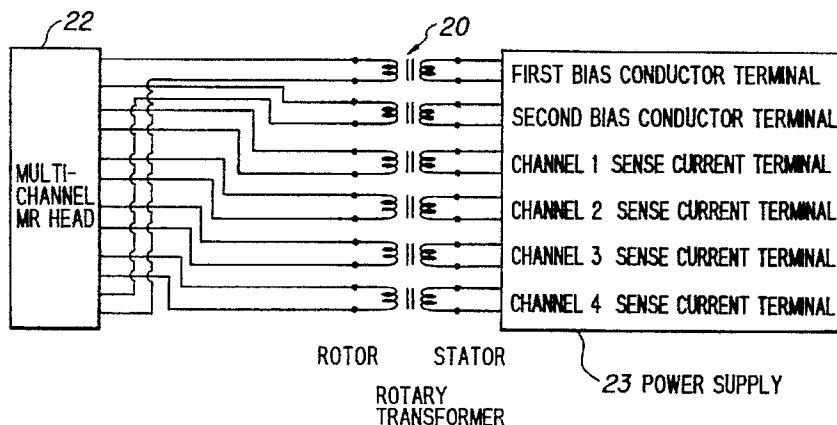 22
20
FIRST BIAS CONDUCTOR TERMINAL
SECOND BIAS CONDUCTOR TERMINAL
CHANNEL 1 SENSE CURRENT TERMINAL
CHANNEL 2 SENSE CURRENT TERMINAL
CHANNEL 3 SENSE CURRENT TERMINAL
CHANNEL 4 SENSE CURRENT TERMINAL
MULTI-
CHANNEL
MR HEAD
ROTOR
STATOR
23 POWER SUPPLY
ROTARY
TRANSFORMER